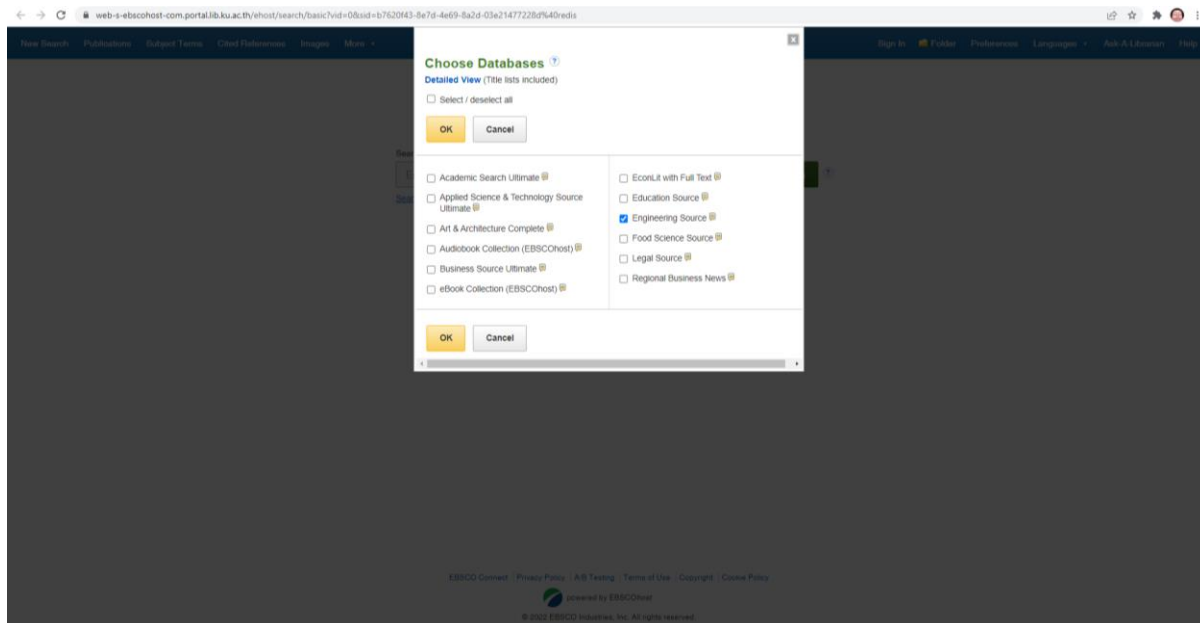 web-s-ebscohost-com.portal.lib.ku.ac.th/ehost/search/basic?vid=0&sid=b7620f43-8e7d-4e69-8a2d-03e21477228d%40redis
New Search Publications Subject Terms Cited References Images More Sign In Folder Preferences Languages Ask-A-Librarian Help
Choose Databases ?
Detailed View (Title lists included)
Select / deselect all
OK Cancel
Academic Search Ultimate
Applied Science & Technology Source
Ultimate
Art & Architecture Complete
Audiobook Collection (EBSCOhost)
Business Source Ultimate
eBook Collection (EBSCOhost)
EconLit with Full Text
Education Source
Engineering Source
Food Science Source
Legal Source
Regional Business News
OK Cancel
EBSCO Connect Privacy Policy A/B Testing Terms of Use Copyright Cookie Policy
powered by EBSCOhost
© 2022 EBSCO Industries, Inc. All rights reserved.